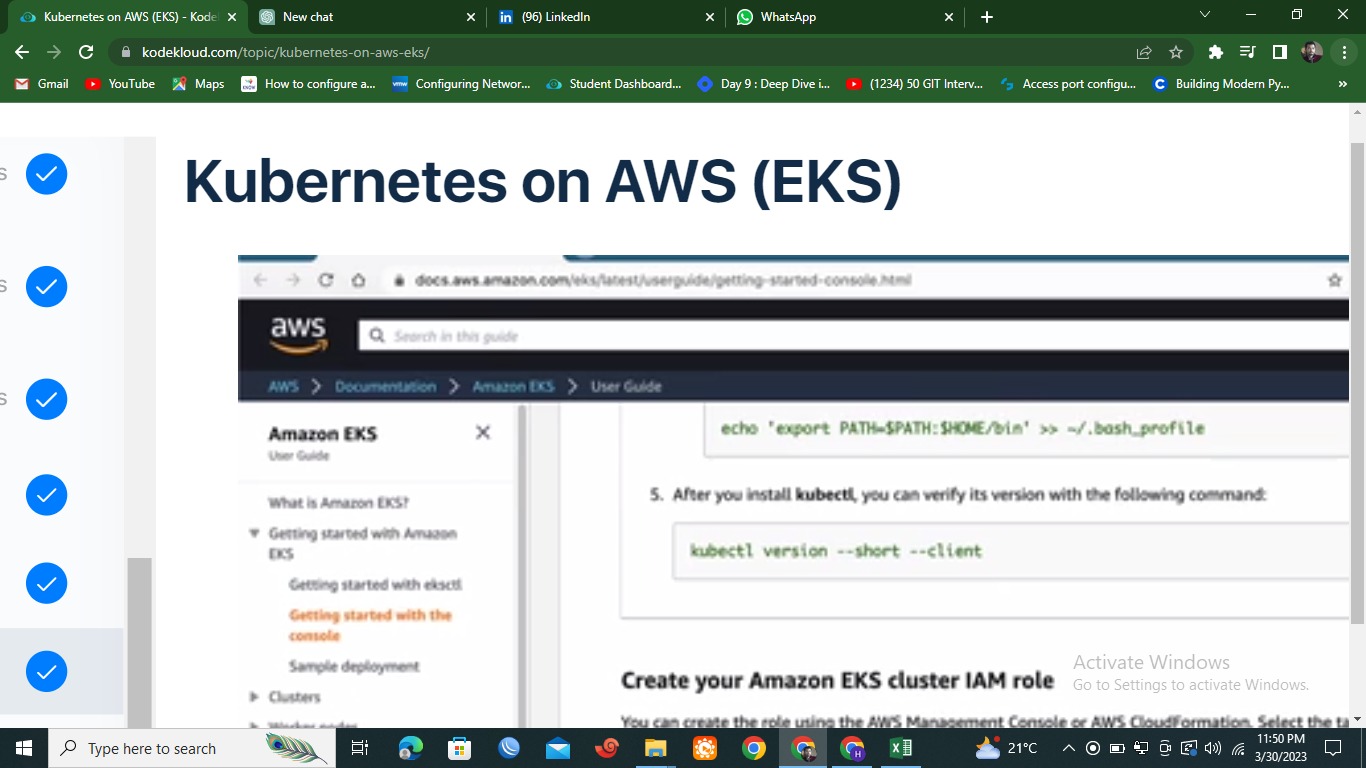 Kubernetes on AWS (EKS) - Kode
New chat
(96) LinkedIn
WhatsApp
kodekloud.com/topic/kubernetes-on-aws-eks/
Gmail
YouTube
Maps
How to configure a...
Configuring Networ...
Student Dashboard...
Day 9 : Deep Dive i...
(1234) 50 GIT Interv...
Access port configu...
Building Modern Py...
»
Kubernetes on AWS (EKS)
s
s
s
docs.aws.amazon.com/eks/latest/userguide/getting-started-console.html
aws
Search in this guide
AWS > Documentation > Amazon EKS > User Guide
Amazon EKS
User Guide
What is Amazon EKS?
Getting started with Amazon
EKS
Getting started with eksctl
Getting started with the
console
Sample deployment
Clusters
Worker nodes
echo 'export PATH=$PATH:$HOME/bin' >> ~/.bash_profile
5. After you install kubectl, you can verify its version with the following command:
kubectl version --short --client
Create your Amazon EKS cluster IAM role
You can create the role using the AWS Management Console or AWS CloudFormation. Select the ta
Activate Windows
Go to Settings to activate Windows.
Type here to search
21°C
11:50 PM
3/30/2023